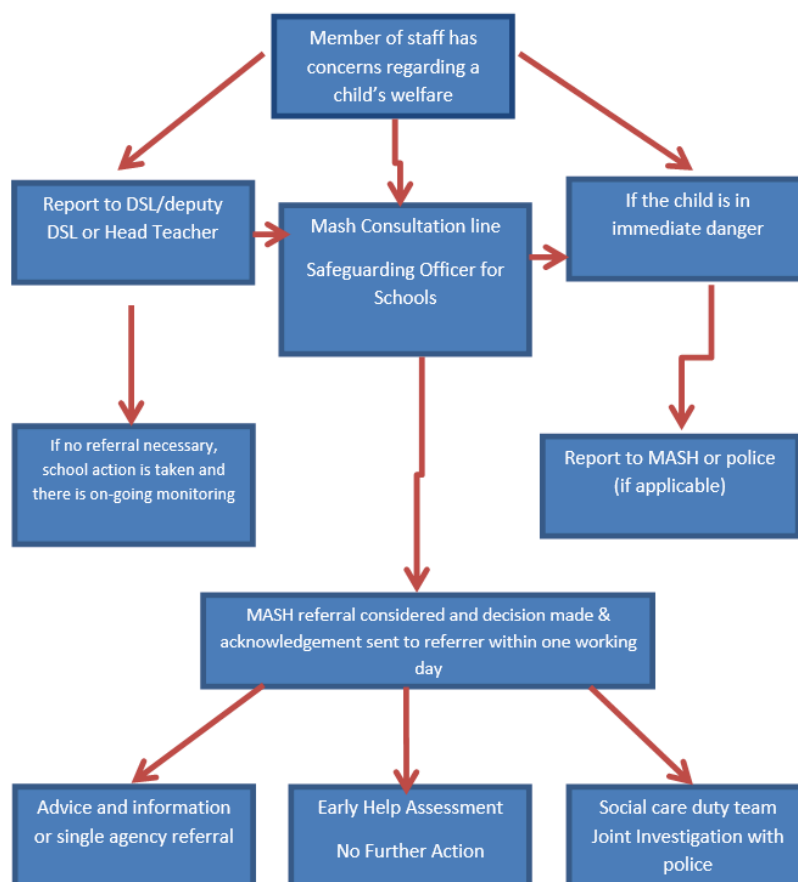 Member of staff has
concerns regarding a
child's welfare
Report to DSL/deputy
DSL or Head Teacher
Mash Consultation line
Safeguarding Officer for
Schools
If the child is in
immediate danger
If no referral necessary,
school action is taken and
there is on-going monitoring
Report to MASH or police
(if applicable)
MASH referral considered and decision made &
acknowledgement sent to referrer within one working
day
Advice and information
or single agency referral
Early Help Assessment
No Further Action
Social care duty team
Joint Investigation with
police